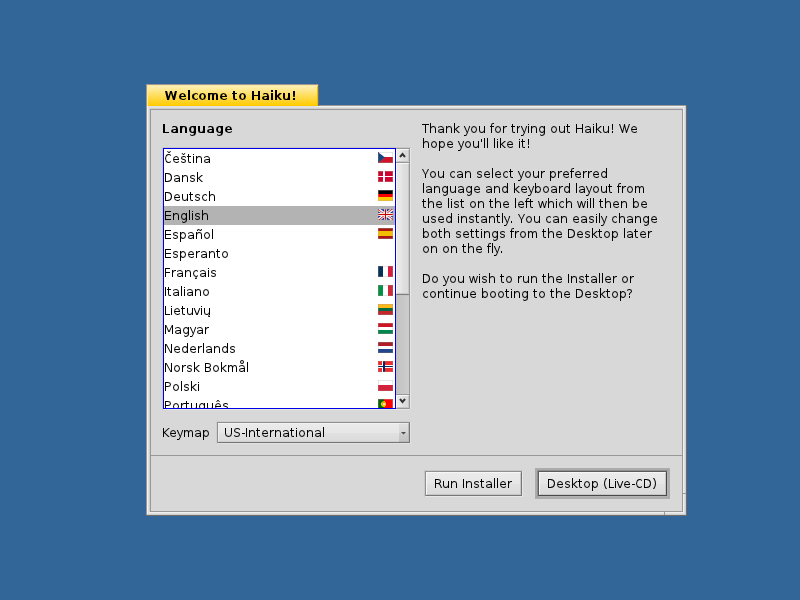 Welcome to Haiku!
Language
Čeština
Dansk
Deutsch
English
Español
Esperanto
Français
Italiano
Lietuvių
Magyar
Nederlands
Norsk Bokmål
Polski
Português
Keymap
US-International
Thank you for trying out Haiku! We
hope you'll like it!
You can select your preferred
language and keyboard layout from
the list on the left which will then be
used instantly. You can easily change
both settings from the Desktop later
on on the fly.
Do you wish to run the Installer or
continue booting to the Desktop?
Run Installer
Desktop (Live-CD)